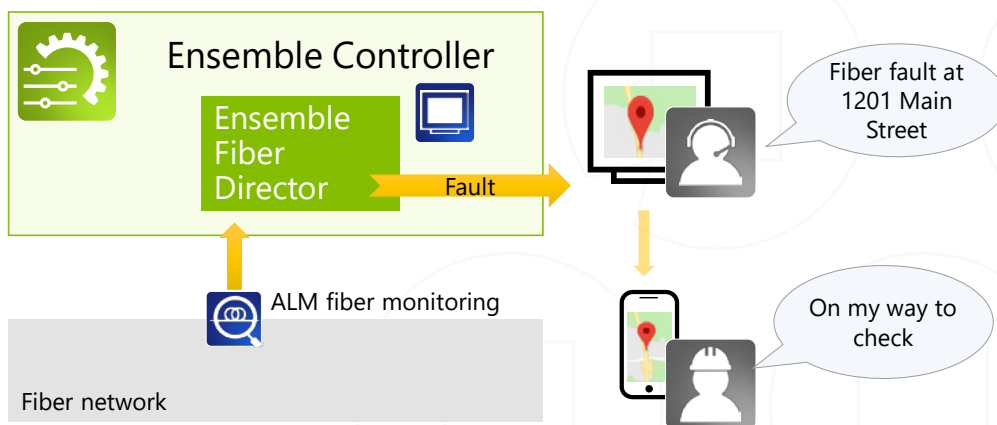 Ensemble Controller
Ensemble
Fiber
Director
Fault
Fiber fault at
1201 Main
Street
ALM fiber monitoring
On my way to
check
Fiber network